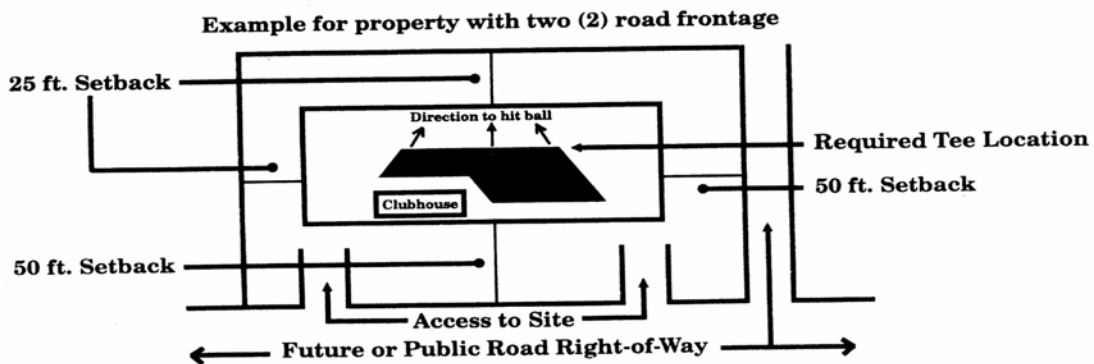 Example for property with two (2) road frontage
25 ft. Setback
Direction to hit ball
Required Tee Location
50 ft. Setback
Clubhouse
50 ft. Setback
Access to Site
Future or Public Road Right-of-Way